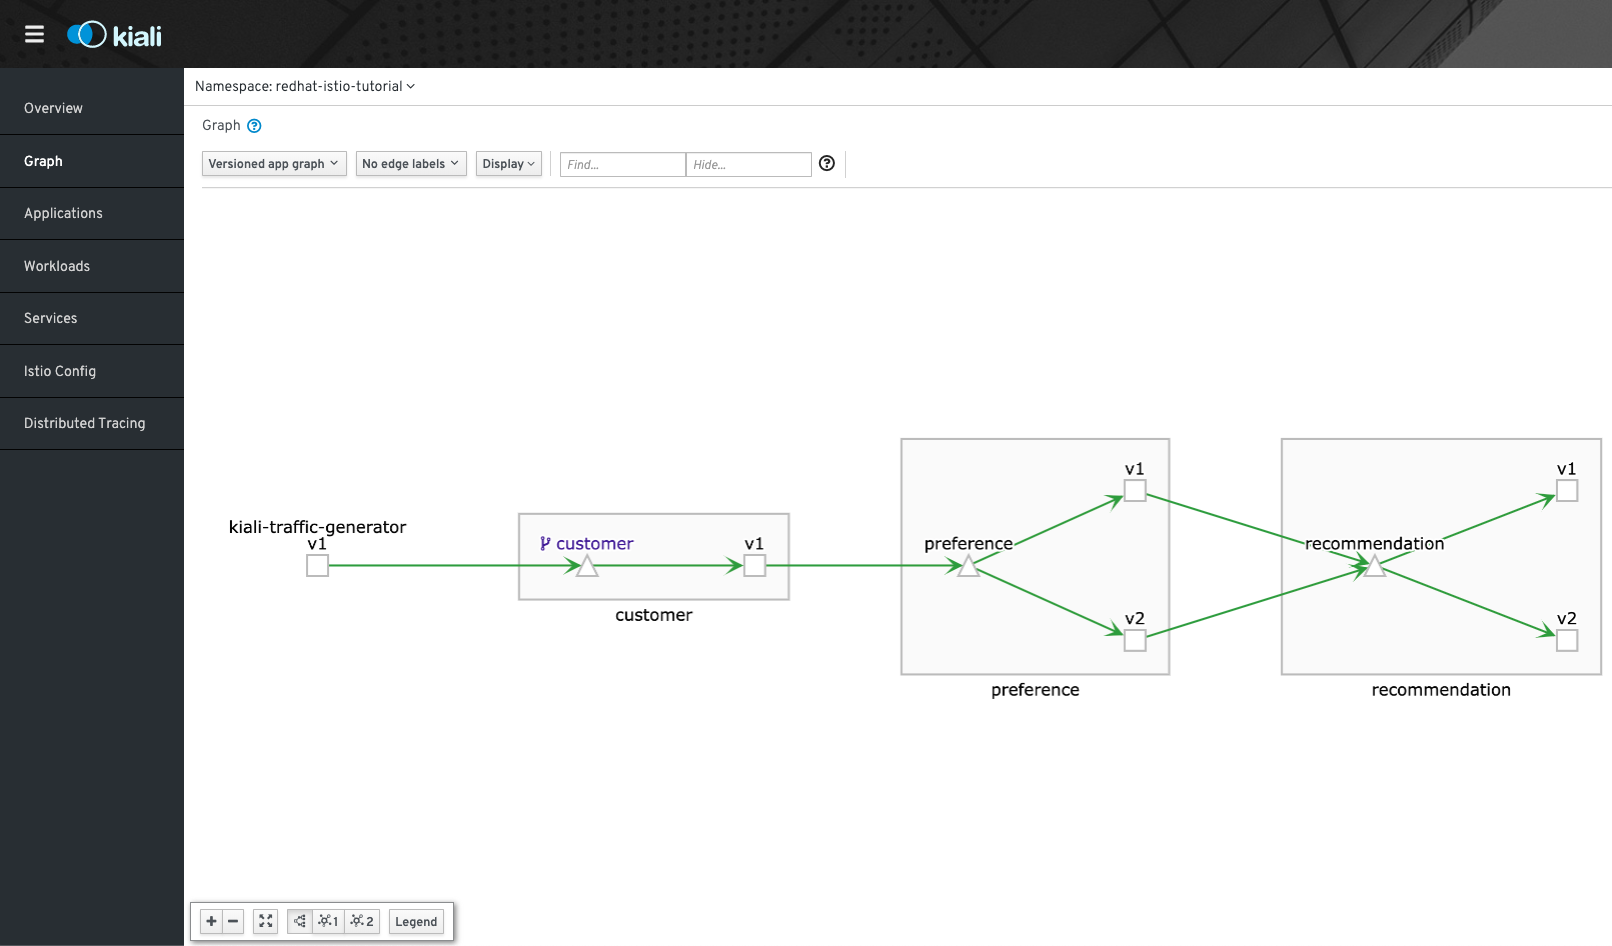 kiali
Namespace: redhat-istio-tutorial
Overview
Graph
Applications
Workloads
Services
Istio Config
Distributed Tracing
Graph ?
Versioned app graph No edge labels Display Find... Hide... ?
kiali-traffic-generator
v1
customer
v1
customer
preference
v1
v2
preference
recommendation
v1
v2
recommendation
+ − 1 2 Legend